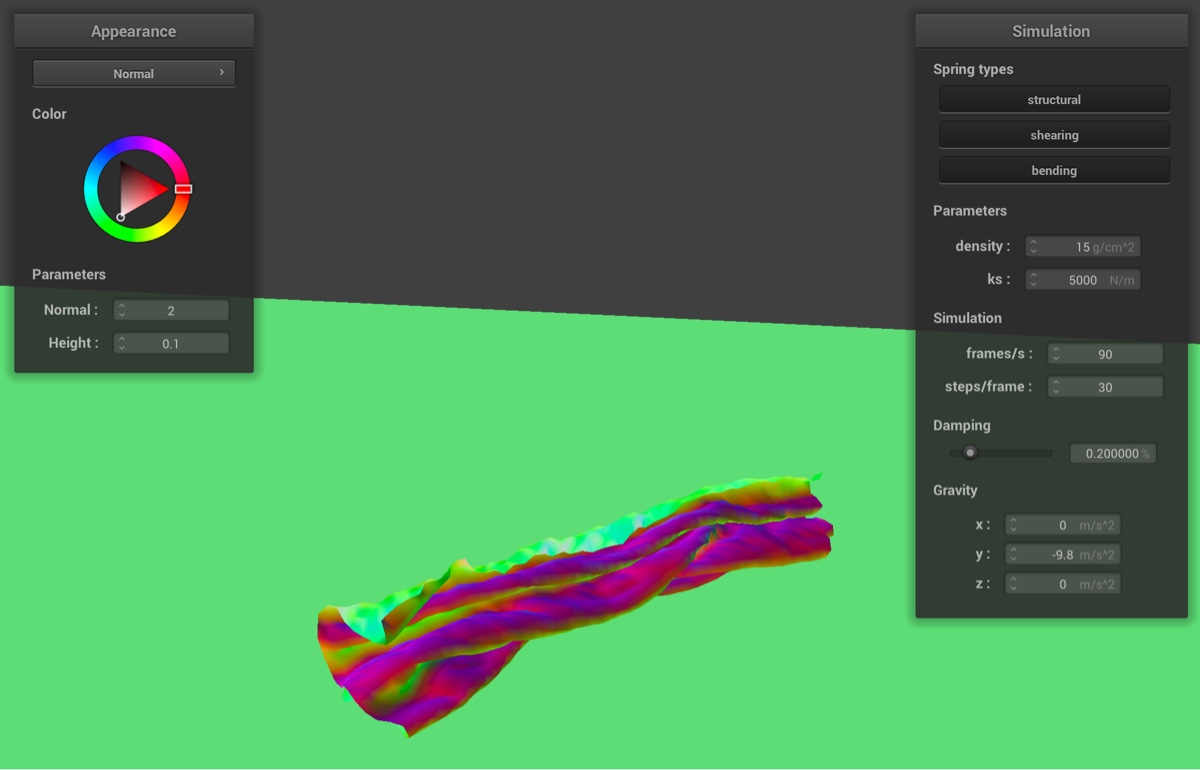 Appearance
Normal
Color
Parameters
Normal : 2
Height : 0.1
Simulation
Spring types
structural
shearing
bending
Parameters
density : 15 g/cm^2
ks : 5000 N/m
Simulation
frames/s : 90
steps/frame : 30
Damping
0.200000 %
Gravity
x : 0 m/s^2
y : -9.8 m/s^2
z : 0 m/s^2